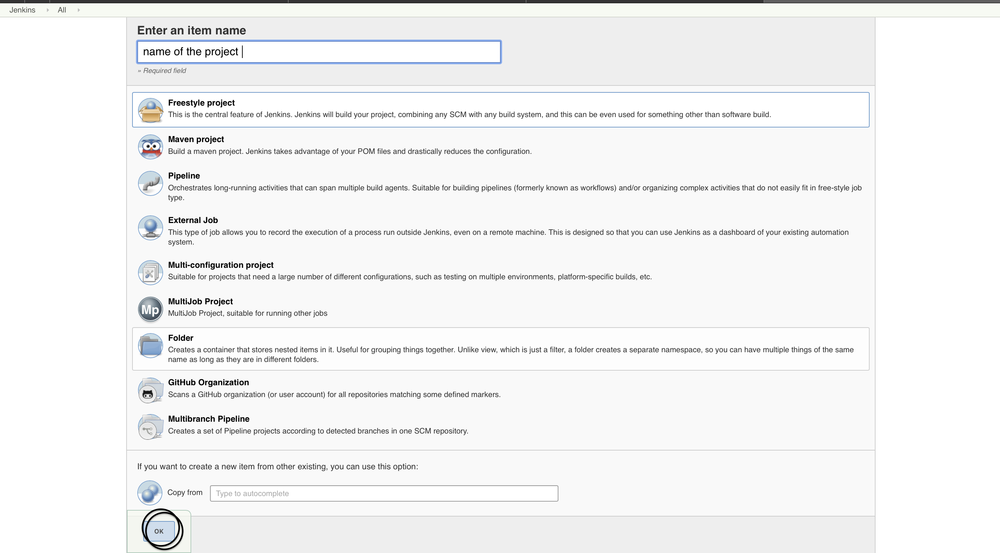 Jenkins All
Enter an item name
name of the project
» Required field
Freestyle project
This is the central feature of Jenkins. Jenkins will build your project, combining any SCM with any build system, and this can be even used for something other than software build.
Maven project
Build a maven project. Jenkins takes advantage of your POM files and drastically reduces the configuration.
Pipeline
Orchestrates long-running activities that can span multiple build agents. Suitable for building pipelines (formerly known as workflows) and/or organizing complex activities that do not easily fit in free-style job
type.
External Job
This type of job allows you to record the execution of a process run outside Jenkins, even on a remote machine. This is designed so that you can use Jenkins as a dashboard of your existing automation
system.
Multi-configuration project
Suitable for projects that need a large number of different configurations, such as testing on multiple environments, platform-specific builds, etc.
Mp
MultiJob Project
MultiJob Project, suitable for running other jobs
Folder
Creates a container that stores nested items in it. Useful for grouping things together. Unlike view, which is just a filter, a folder creates a separate namespace, so you can have multiple things of the same
name as long as they are in different folders.
GitHub Organization
Scans a GitHub organization (or user account) for all repositories matching some defined markers.
Multibranch Pipeline
Creates a set of Pipeline projects according to detected branches in one SCM repository.
If you want to create a new item from other existing, you can use this option:
Copy from Type to autocomplete
OK